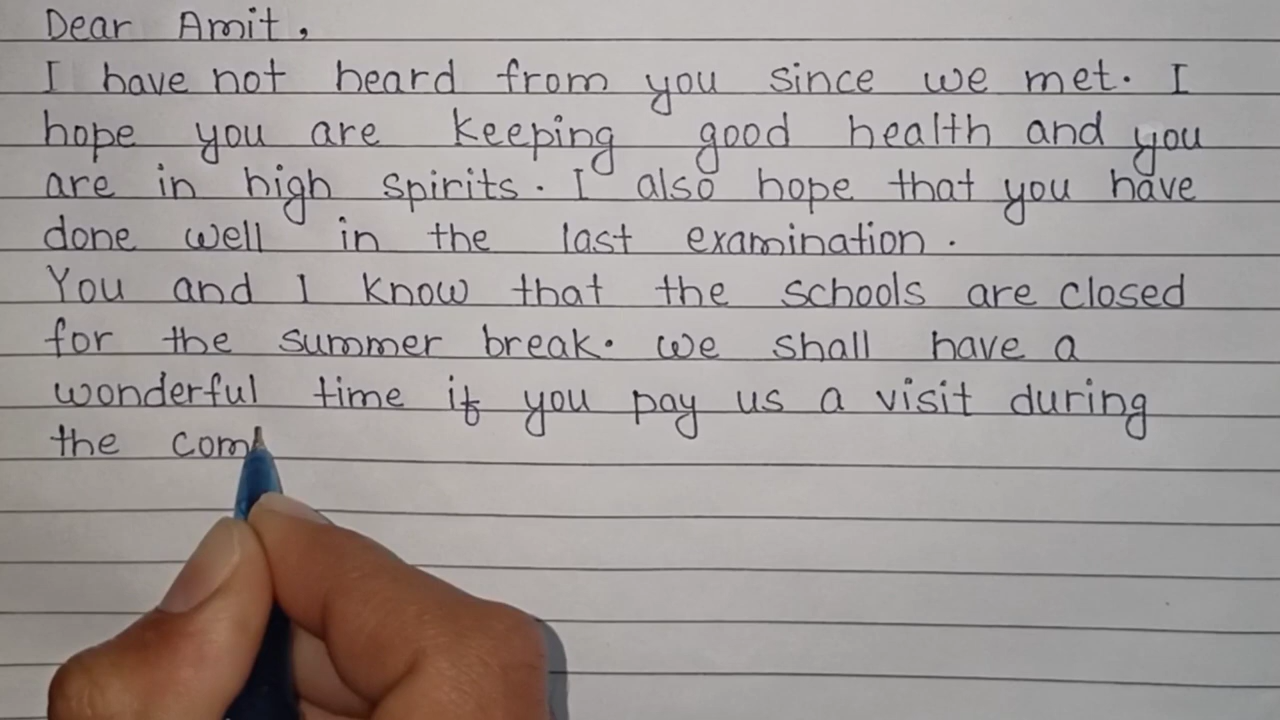 Dear Amit,
I have not heard from you since we met. I
hope you are keeping good health and you
are in high spirits. I also hope that you have
done well in the last examination.
You and I know that the schools are closed
for the summer break. we shall have a
wonderful time if you pay us a visit during
the